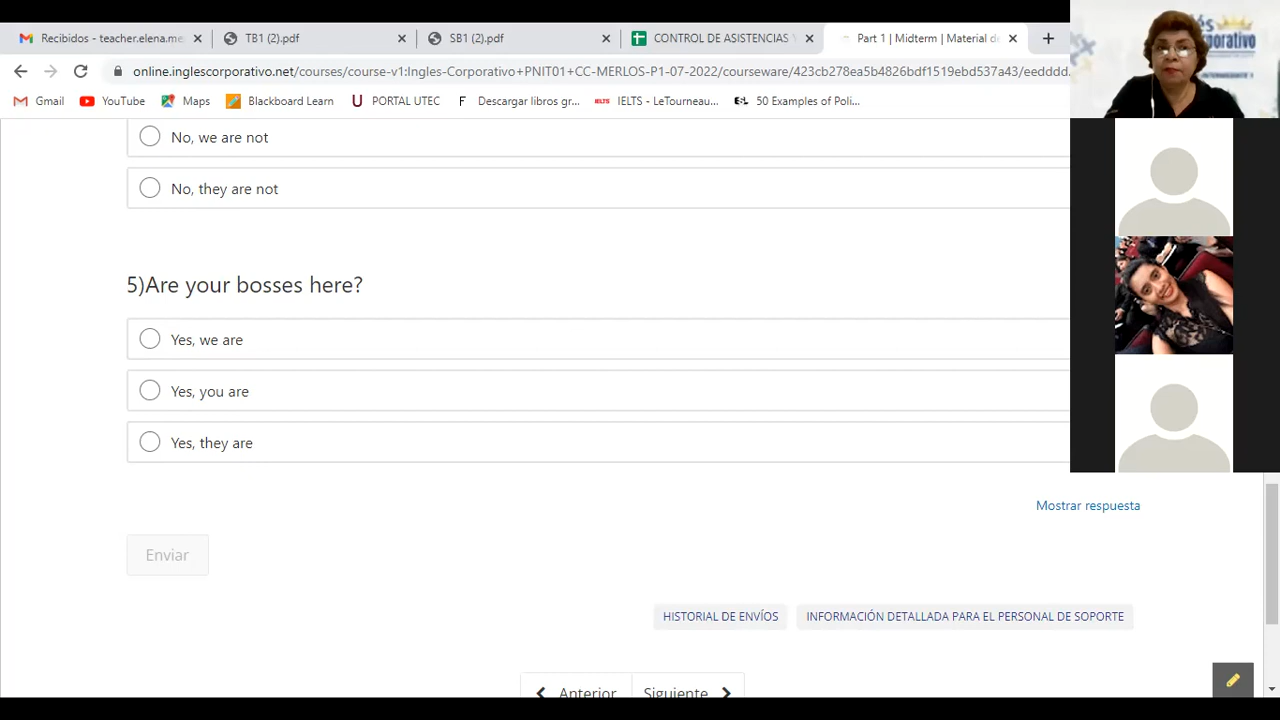 Recibidos - teacher.elena.me
TB1 (2).pdf
SB1 (2).pdf
CONTROL DE ASISTENCIAS Y
Part 1 | Midterm | Material de
online.inglescorporativo.net/courses/course-v1:Ingles-Corporativo+PNIT01+CC-MERLOS-P1-07-2022/courseware/423cb278ea5b4826bdf1519ebd537a43/eedddd.
Gmail
YouTube
Maps
Blackboard Learn
PORTAL UTEC
Descargar libros gr...
IELTS - LeTourneau...
50 Examples of Poli...
No, we are not
No, they are not
5)Are your bosses here?
Yes, we are
Yes, you are
Yes, they are
Mostrar respuesta
Enviar
HISTORIAL DE ENVÍOS
INFORMACIÓN DETALLADA PARA EL PERSONAL DE SOPORTE
Anterior
Siguiente